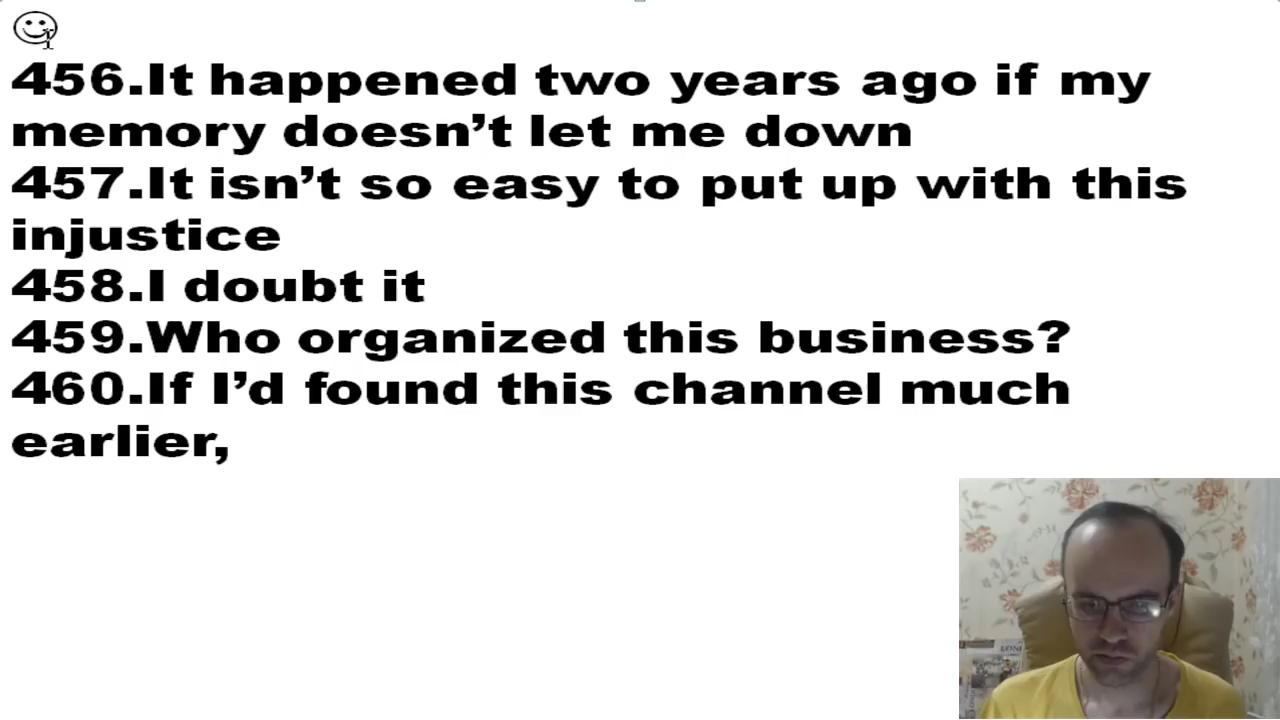 456.It happened two years ago if my
memory doesn’t let me down
457.It isn’t so easy to put up with this
injustice
458.I doubt it
459.Who organized this business?
460.If I’d found this channel much
earlier,